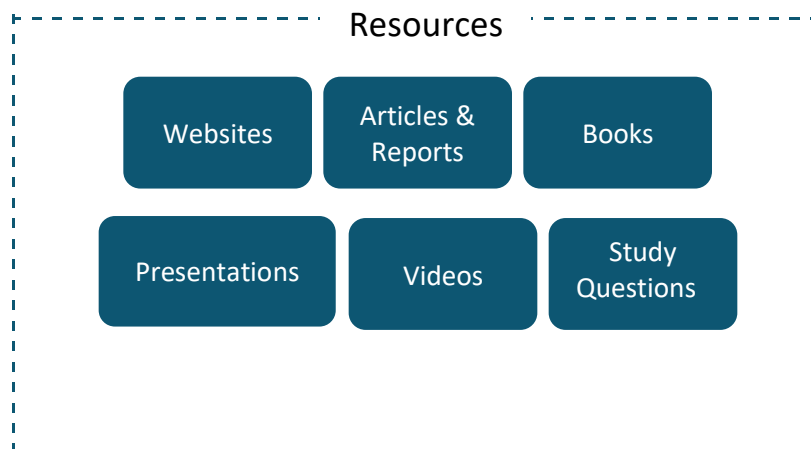 Resources
Websites
Articles &
Reports
Books
Presentations
Videos
Study
Questions